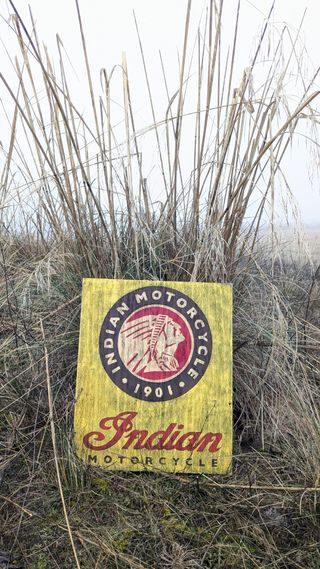 INDIAN MOTORCYCLE
• 1901 •
Indian
MOTORCYCLE